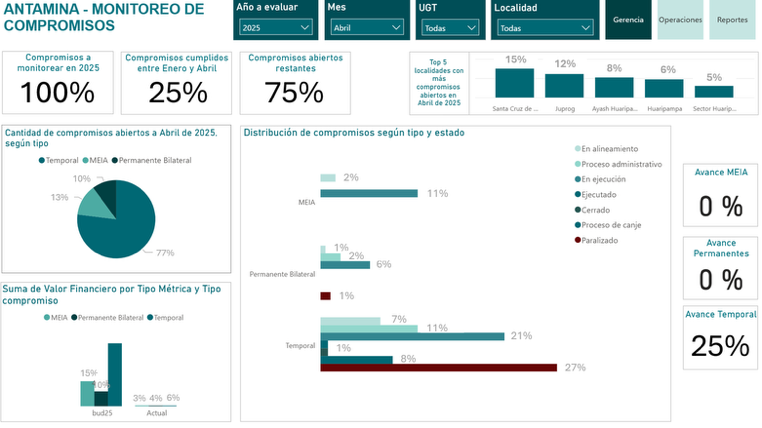 ANTAMINA - MONITOREO DE
COMPROMISOS
Año a evaluar
2025
Mes
Abril
UGT
Todas
Localidad
Todas
Gerencia
Operaciones
Reportes
Compromisos a
monitorear en 2025
100%
Compromisos cumplidos
entre Enero y Abril
25%
Compromisos abiertos
restantes
75%
Top 5
localidades con
más
compromisos
abiertos en
Abril de 2025
15%
12%
8%
6%
5%
Santa Cruz de ...
Juprog
Ayash Huaripa...
Huaripampa
Sector Huarip...
Cantidad de compromisos abiertos a Abril de 2025,
según tipo
Temporal
MEIA
Permanente Bilateral
10%
13%
77%
Suma de Valor Financiero por Tipo Métrica y Tipo
compromiso
MEIA
Permanente Bilateral
Temporal
15%
10%
3%
4%
6%
bud25
Actual
Distribución de compromisos según tipo y estado
En alineamiento
Proceso administrativo
En ejecución
Ejecutado
Cerrado
Proceso de canje
Paralizado
MEIA
2%
11%
Permanente Bilateral
1%
2%
6%
1%
Temporal
7%
11%
21%
1%
8%
27%
Avance MEIA
0 %
Avance
Permanentes
0 %
Avance Temporal
25%